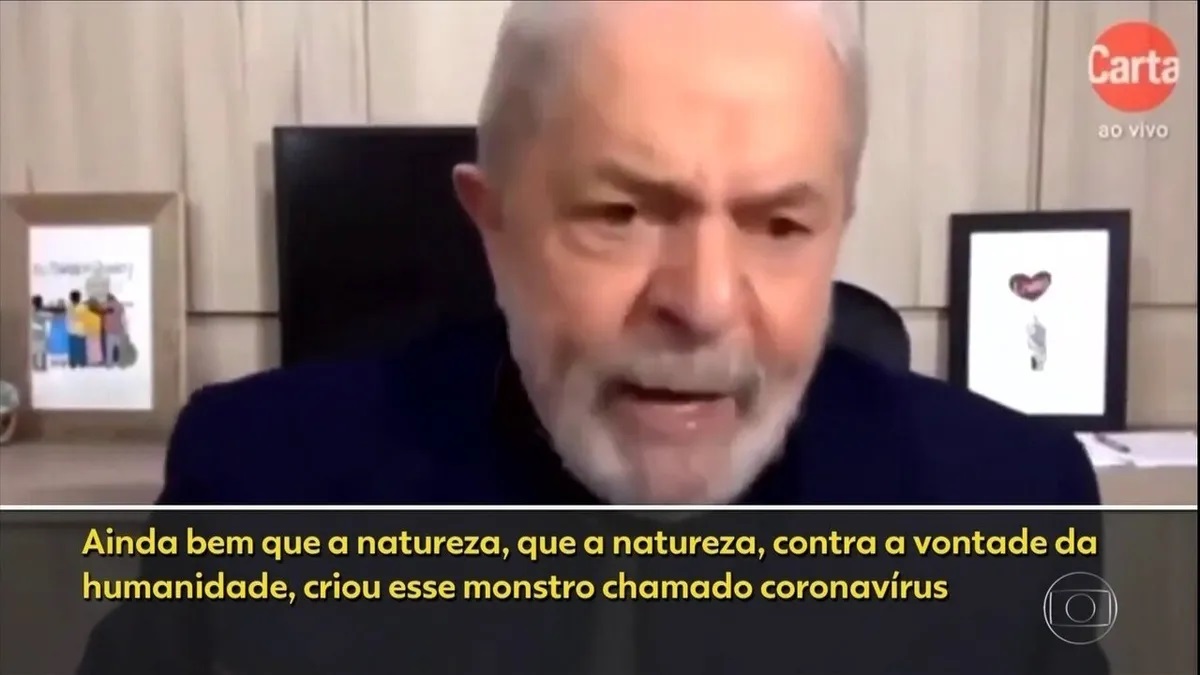 Carta
ao vivo
Ainda bem que a natureza, que a natureza, contra a vontade da
humanidade, criou esse monstro chamado coronavírus